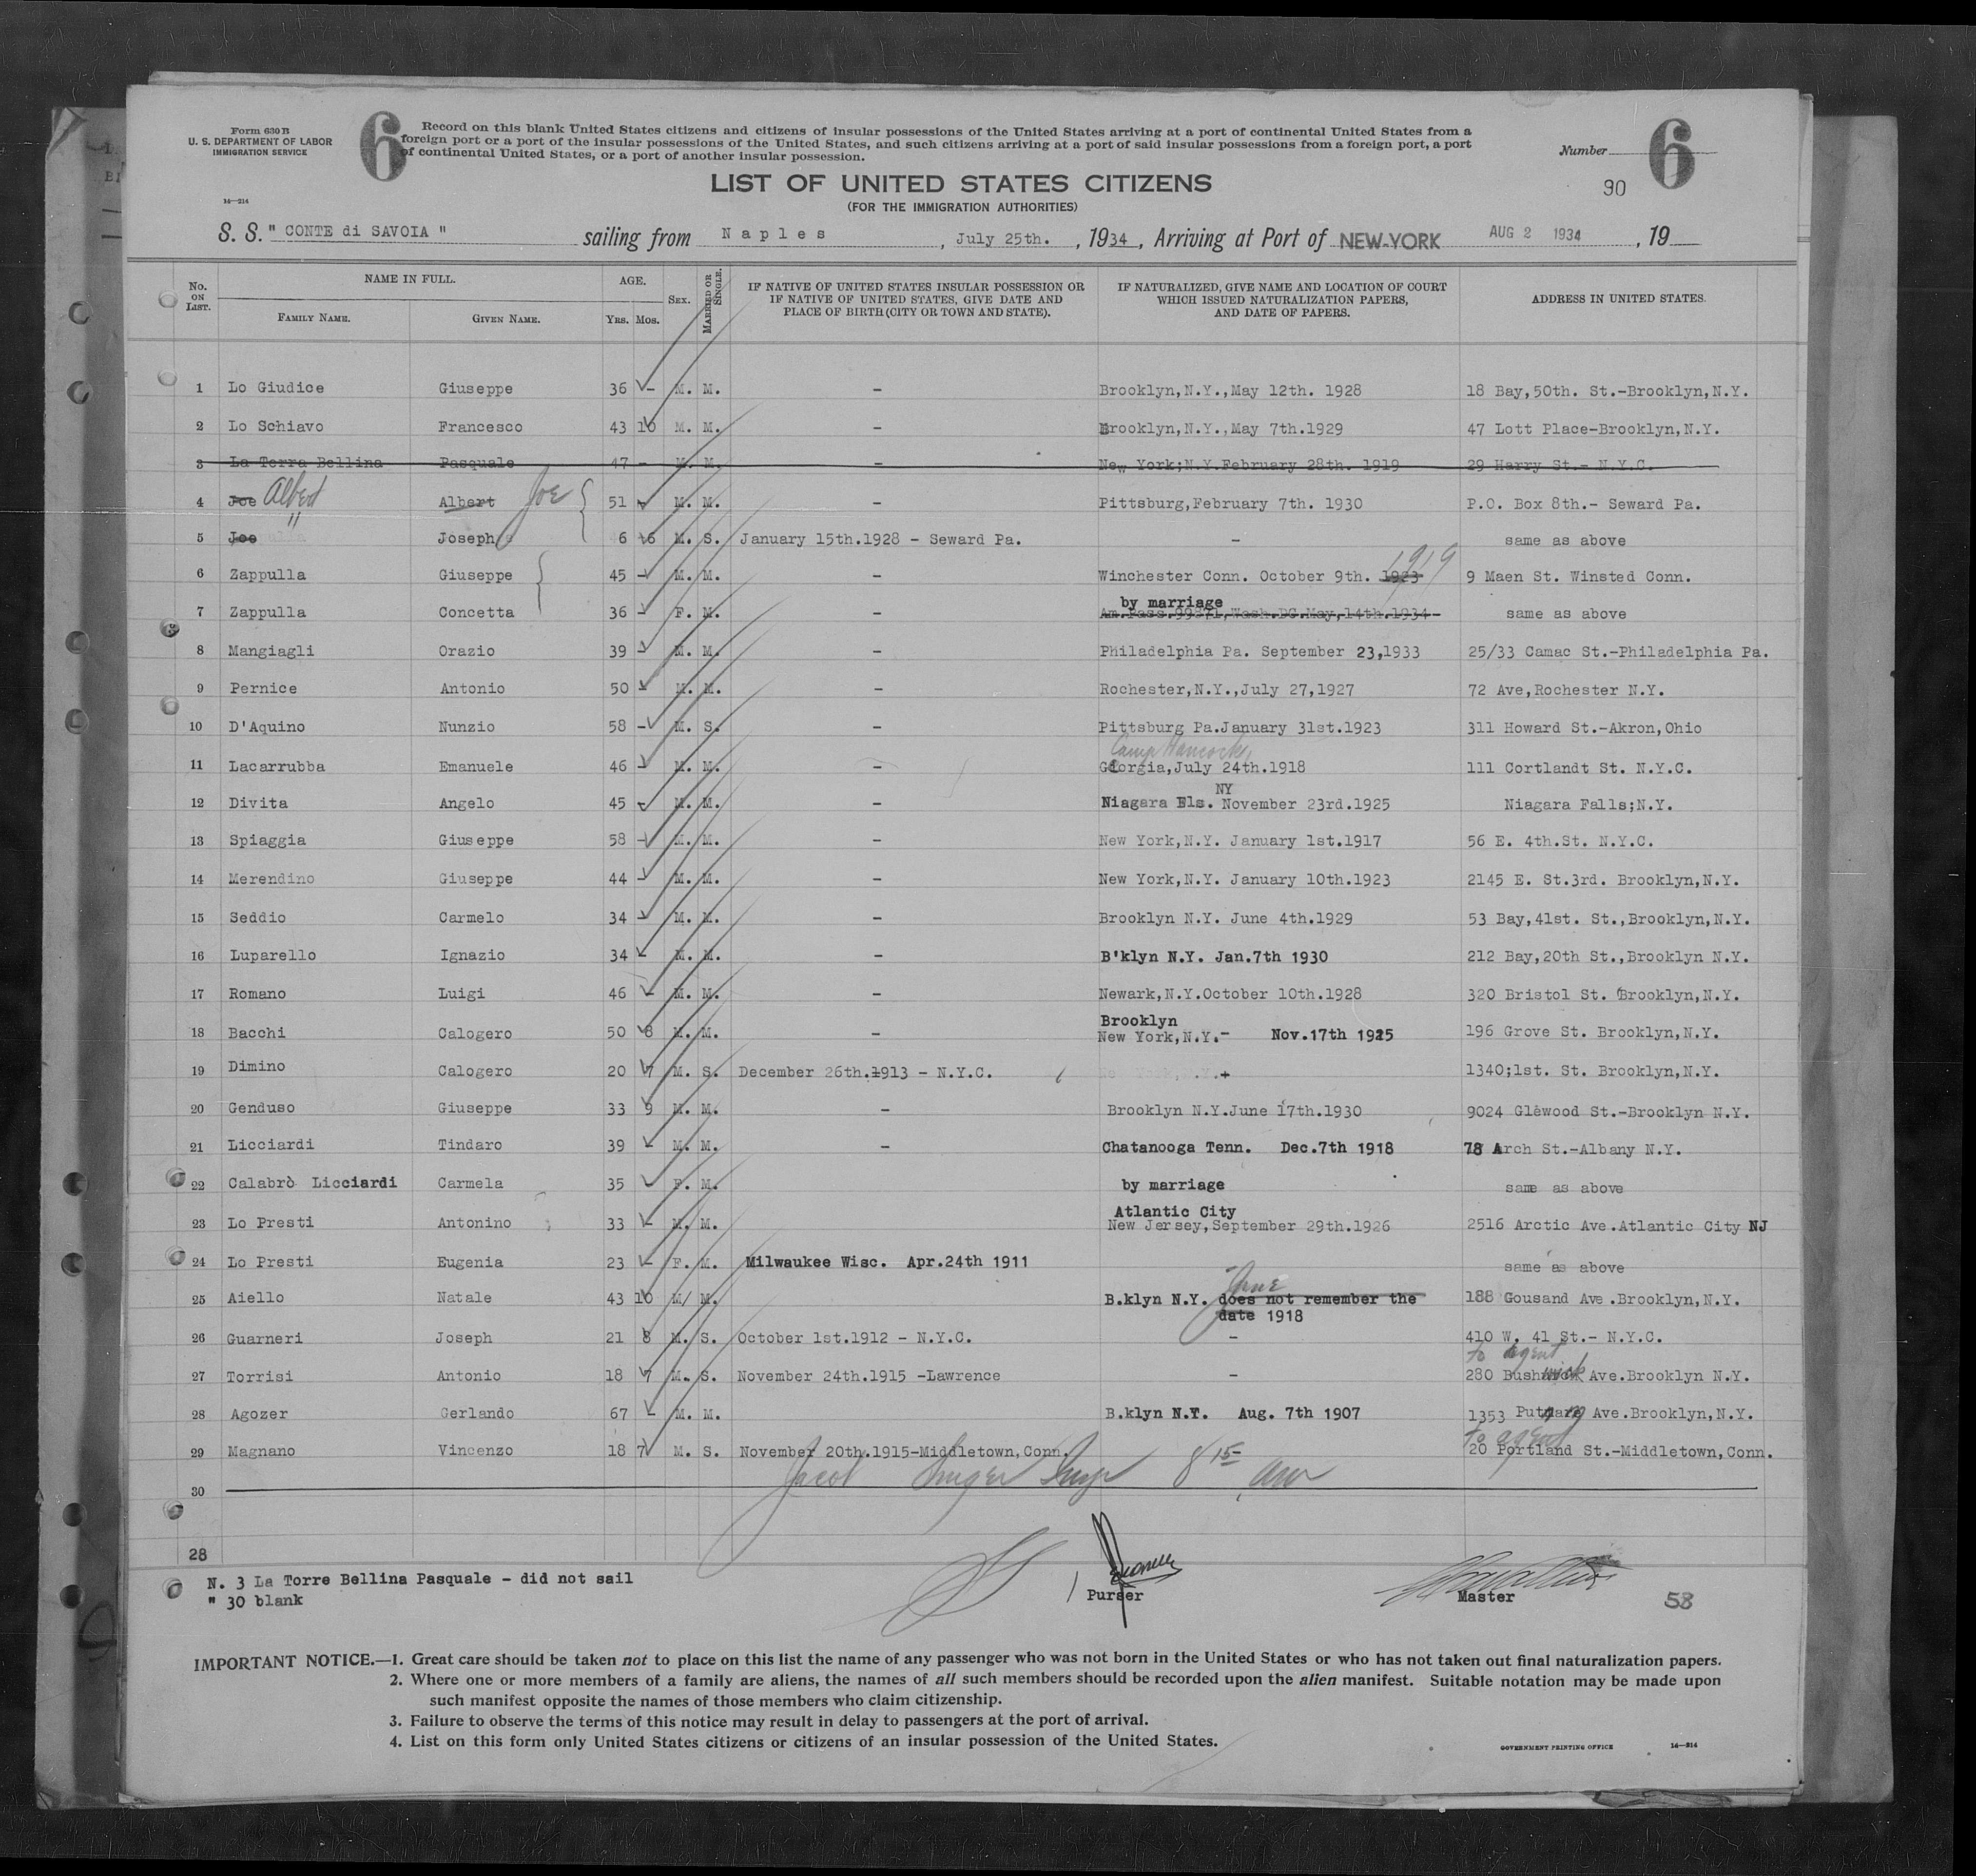 Form 630 B
U. S. DEPARTMENT OF LABOR
IMMIGRATION SERVICE
14—214
6
Record on this blank United States citizens and citizens of insular possessions of the United States arriving at a port of continental United States from a
foreign port or a port of the insular possessions of the United States, and such citizens arriving at a port of said insular possessions from a foreign port, a port
of continental United States, or a port of another insular possession.
Number
6
30
LIST OF UNITED STATES CITIZENS
(FOR THE IMMIGRATION AUTHORITIES)
S. S. " CONTE di SAVOIA " sailing from Naples, July 25th., 1934, Arriving at Port of NEW-YORK AUG 2 1934, 19
No. ON LIST. NAME IN FULL. AGE. SEX. MARRIED OR SINGLE. IF NATIVE OF UNITED STATES INSULAR POSSESSION OR IF NATIVE OF UNITED STATES, GIVE DATE AND PLACE OF BIRTH (CITY OR TOWN AND STATE). IF NATURALIZED, GIVE NAME AND LOCATION OF COURT WHICH ISSUED NATURALIZATION PAPERS, AND DATE OF PAPERS. ADDRESS IN UNITED STATES.
FAMILY NAME. GIVEN NAME. YRS. MOS.
1 Lo Giudice Giuseppe 36 - M. M. - Brooklyn,N.Y.,May 12th. 1928 18 Bay,50th. St.-Brooklyn,N.Y.
2 Lo Schiavo Francesco 43 10 M. M. - Brooklyn,N.Y.,May 7th.1929 47 Lott Place-Brooklyn,N.Y.
3 La Terra Bellina Pasquale 47 - M. M. - New York;N.Y.February 28th. 1919 29 Harry St.- N.Y.C.
4 Joe Albert Albert Joe 51 - M. M. - Pittsburg,February 7th. 1930 P.O. Box 8th.- Seward Pa.
5 Joe " Joseph 6 6 M. S. January 15th.1928 - Seward Pa. - same as above
6 Zappulla Giuseppe 45 - M. M. - Winchester Conn. October 9th. 1923 1919 9 Maen St. Winsted Conn.
7 Zappulla Concetta 36 - F. M. - by marriage Am.Pass.99871,Wash.DC.May,14th.1934- same as above
8 Mangiagli Orazio 39 - M. M. - Philadelphia Pa. September 23,1933 25/33 Camac St.-Philadelphia Pa.
9 Pernice Antonio 50 - M. M. - Rochester,N.Y.,July 27,1927 72 Ave,Rochester N.Y.
10 D'Aquino Nunzio 58 - M. S. - Pittsburg Pa.January 31st.1923 311 Howard St.-Akron,Ohio
Camp Hancock,
11 Lacarrubba Emanuele 46 - M. M. - Georgia,July 24th.1918 111 Cortlandt St. N.Y.C.
12 Divita Angelo 45 - M. M. - Niagara Fls. NY November 23rd.1925 Niagara Falls;N.Y.
13 Spiaggia Giuseppe 58 - M. M. - New York,N.Y. January 1st.1917 56 E. 4th.St. N.Y.C.
14 Merendino Giuseppe 44 - M. M. - New York,N.Y. January 10th.1923 2145 E. St.3rd. Brooklyn,N.Y.
15 Seddio Carmelo 34 - M. M. - Brooklyn N.Y. June 4th.1929 53 Bay,41st. St.,Brooklyn,N.Y.
16 Luparello Ignazio 34 - M. M. - B'klyn N.Y. Jan.7th 1930 212 Bay,20th St.,Brooklyn N.Y.
17 Romano Luigi 46 - M. M. - Newark,N.Y.October 10th.1928 320 Bristol St. Brooklyn,N.Y.
18 Bacchi Calogero 50 8 M. M. - Brooklyn New York,N.Y.- Nov.17th 1925 196 Grove St. Brooklyn,N.Y.
19 Dimino Calogero 20 7 M. S. December 26th.1913 - N.Y.C. 1340;1st. St. Brooklyn,N.Y.
20 Genduso Giuseppe 33 9 M. M. - Brooklyn N.Y.June 17th.1930 9024 Glewood St.-Brooklyn N.Y.
21 Licciardi Tindaro 39 - M. M. - Chatanooga Tenn. Dec.7th 1918 78 Arch St.-Albany N.Y.
22 Calabrò Licciardi Carmela 35 - F. M. by marriage same as above
23 Lo Presti Antonino 33 - M. M. Atlantic City New Jersey,September 29th.1926 2516 Arctic Ave.Atlantic City NJ
24 Lo Presti Eugenia 23 - F. M. Milwaukee Wisc. Apr.24th 1911 same as above
25 Aiello Natale 43 10 M/ M. B.klyn N.Y. June does not remember the date 1918 188 Gousand Ave.Brooklyn,N.Y.
26 Guarneri Joseph 21 8 M. S. October 1st.1912 - N.Y.C. - 410 W. 41 St.- N.Y.C.
to agent
27 Torrisi Antonio 18 7 M. S. November 24th.1915 -Lawrence - 280 Bushwick Ave.Brooklyn N.Y.
28 Agozer Gerlando 67 - M. M. B.klyn N.Y. Aug. 7th 1907 1353 Putnam Ave.Brooklyn,N.Y.
to agent
29 Magnano Vincenzo 18 7 M. S. November 20th.1915-Middletown,Conn. 20 Portland St.-Middletown,Conn.
Jacob Singer Insp 8 15 am
30
28
N. 3 La Torre Bellina Pasquale - did not sail
" 30 blank
Purser
Master
58
IMPORTANT NOTICE.—1. Great care should be taken not to place on this list the name of any passenger who was not born in the United States or who has not taken out final naturalization papers.
2. Where one or more members of a family are aliens, the names of all such members should be recorded upon the alien manifest. Suitable notation may be made upon
such manifest opposite the names of those members who claim citizenship.
3. Failure to observe the terms of this notice may result in delay to passengers at the port of arrival.
4. List on this form only United States citizens or citizens of an insular possession of the United States.
GOVERNMENT PRINTING OFFICE 14—214